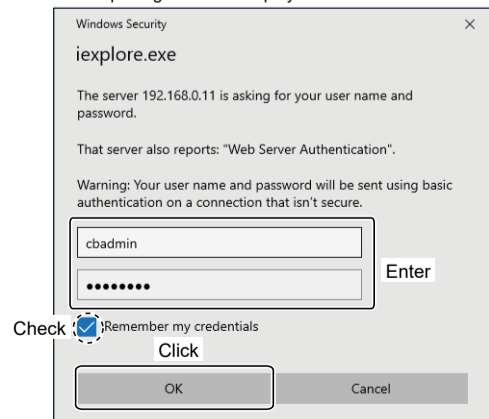 Windows Security
iexplore.exe
The server 192.168.0.11 is asking for your user name and
password.
That server also reports: "Web Server Authentication".
Warning: Your user name and password will be sent using basic
authentication on a connection that isn't secure.
cbadmin
••••••••
Enter
Check
Remember my credentials
Click
OK
Cancel